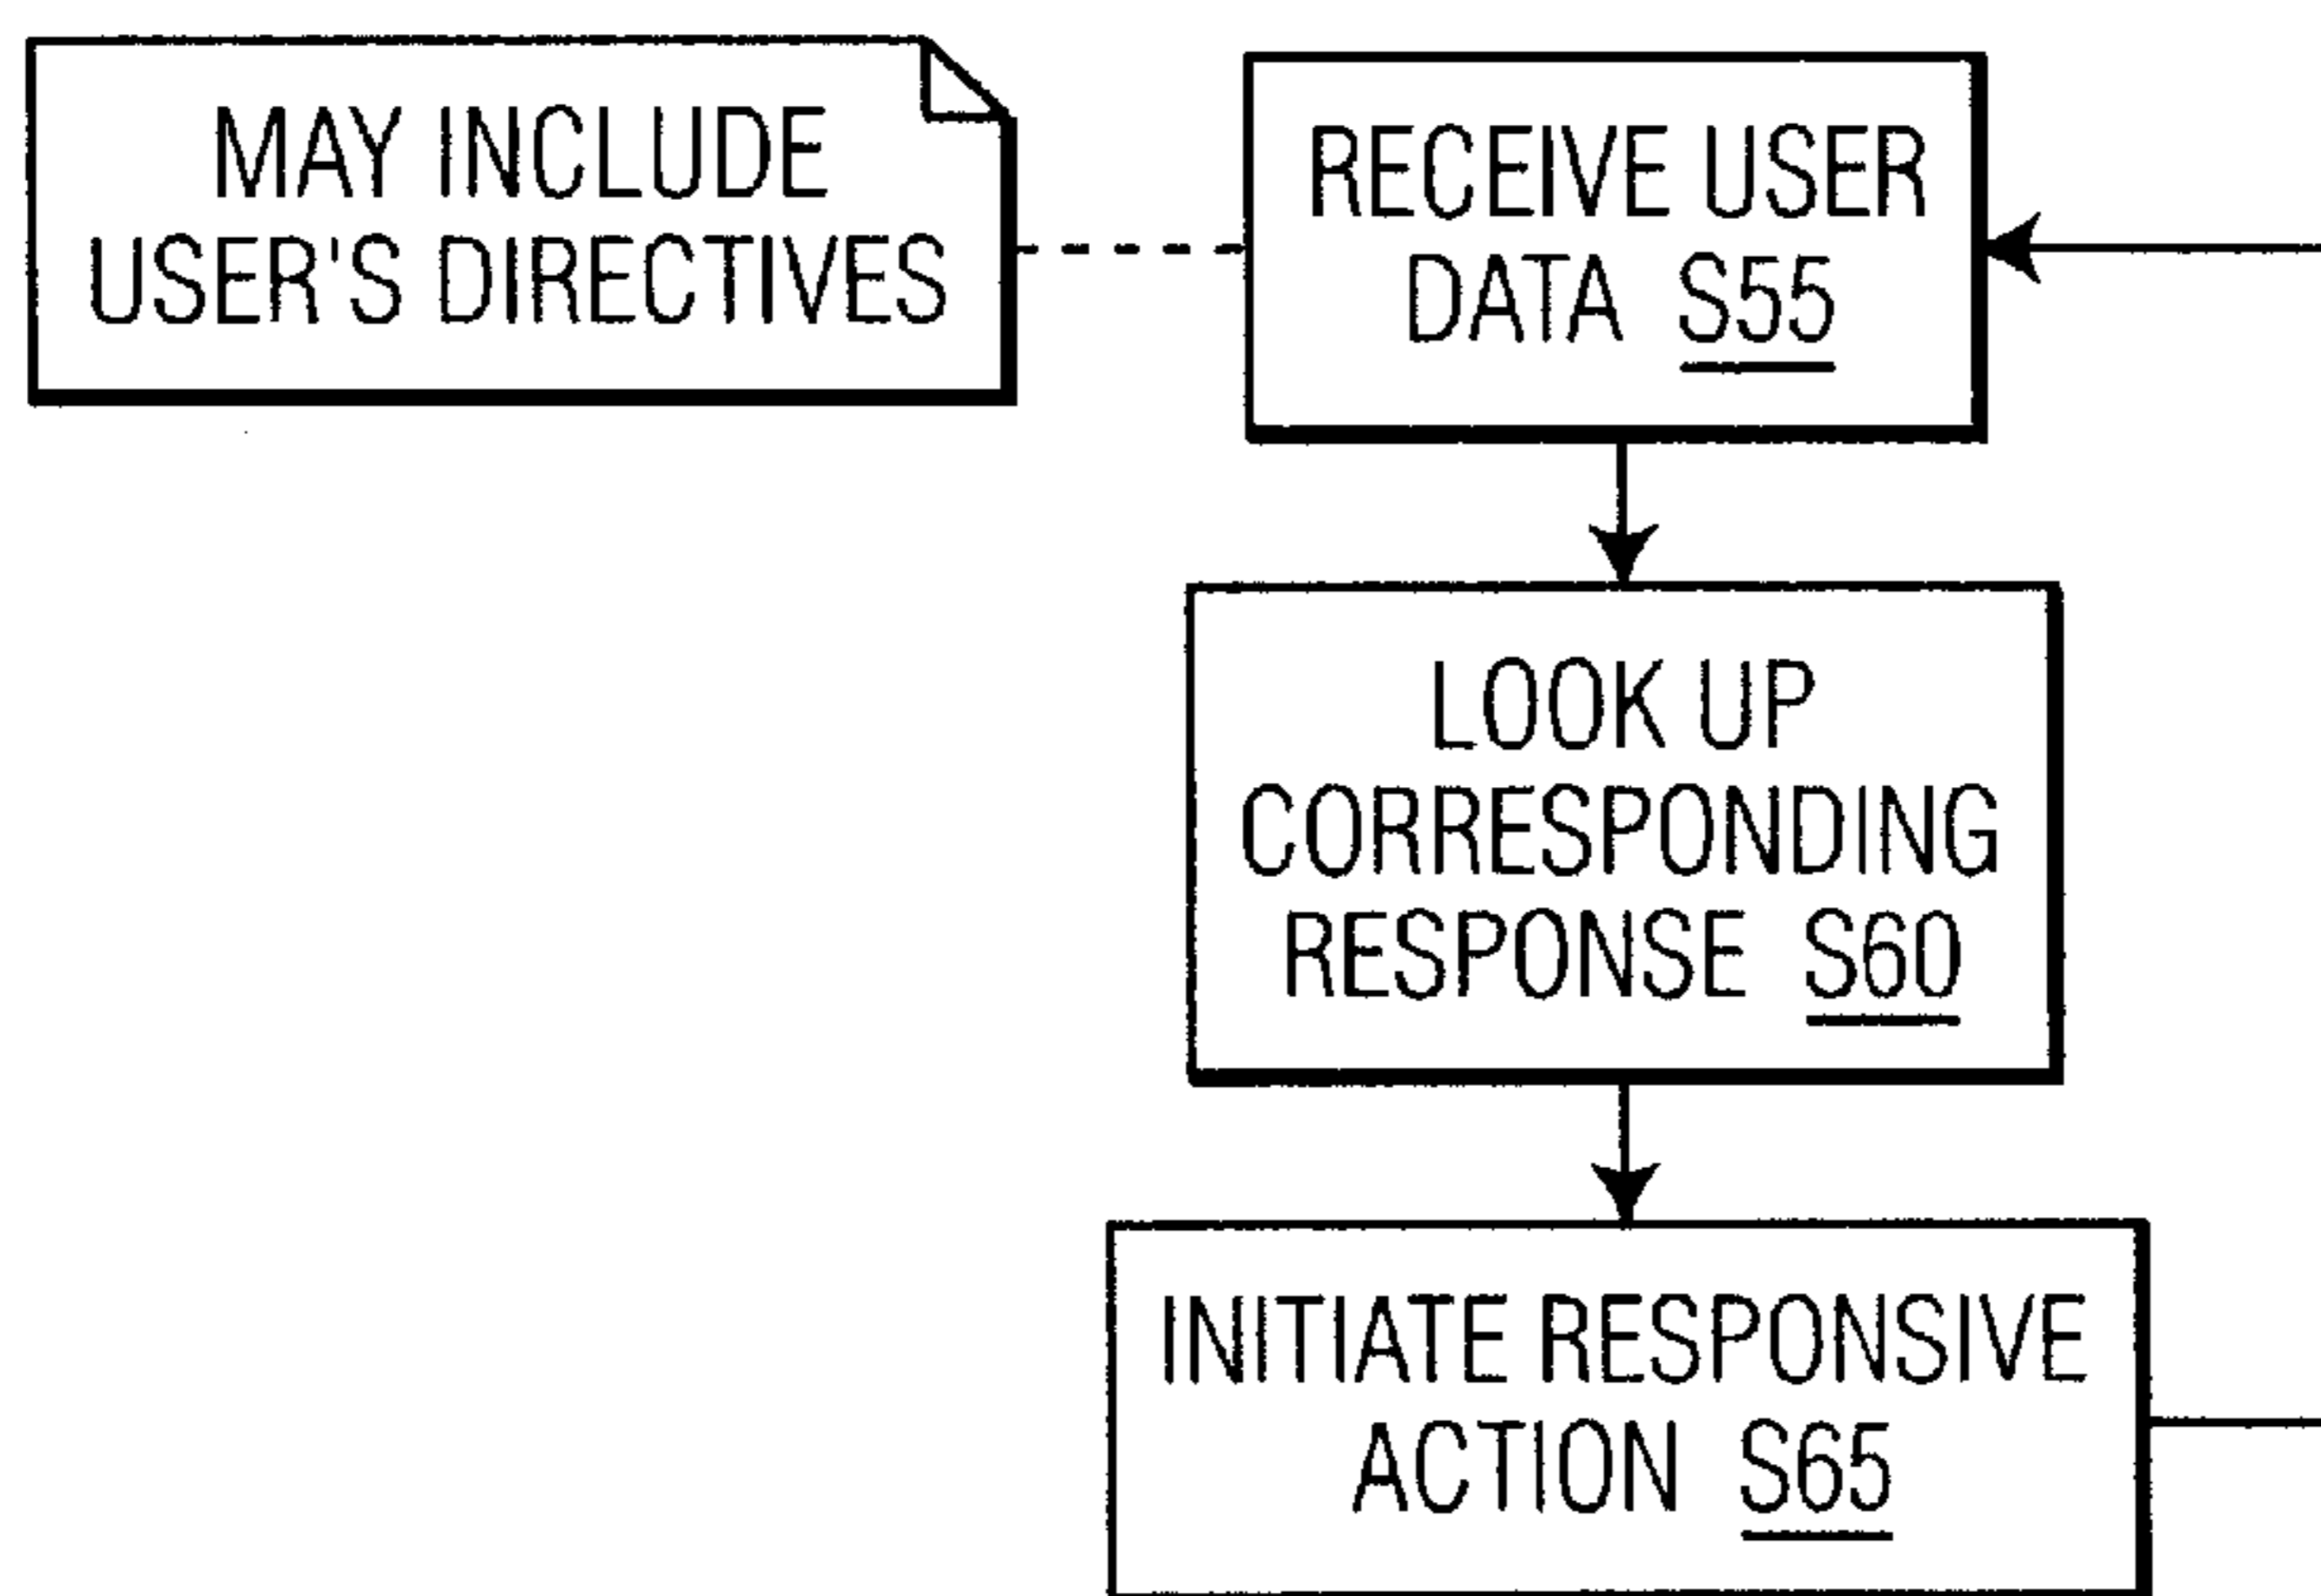 MAY INCLUDE
USER'S DIRECTIVES
RECEIVE USER
DATA S55
LOOK UP
CORRESPONDING
RESPONSE S60
INITIATE RESPONSIVE
ACTION S65